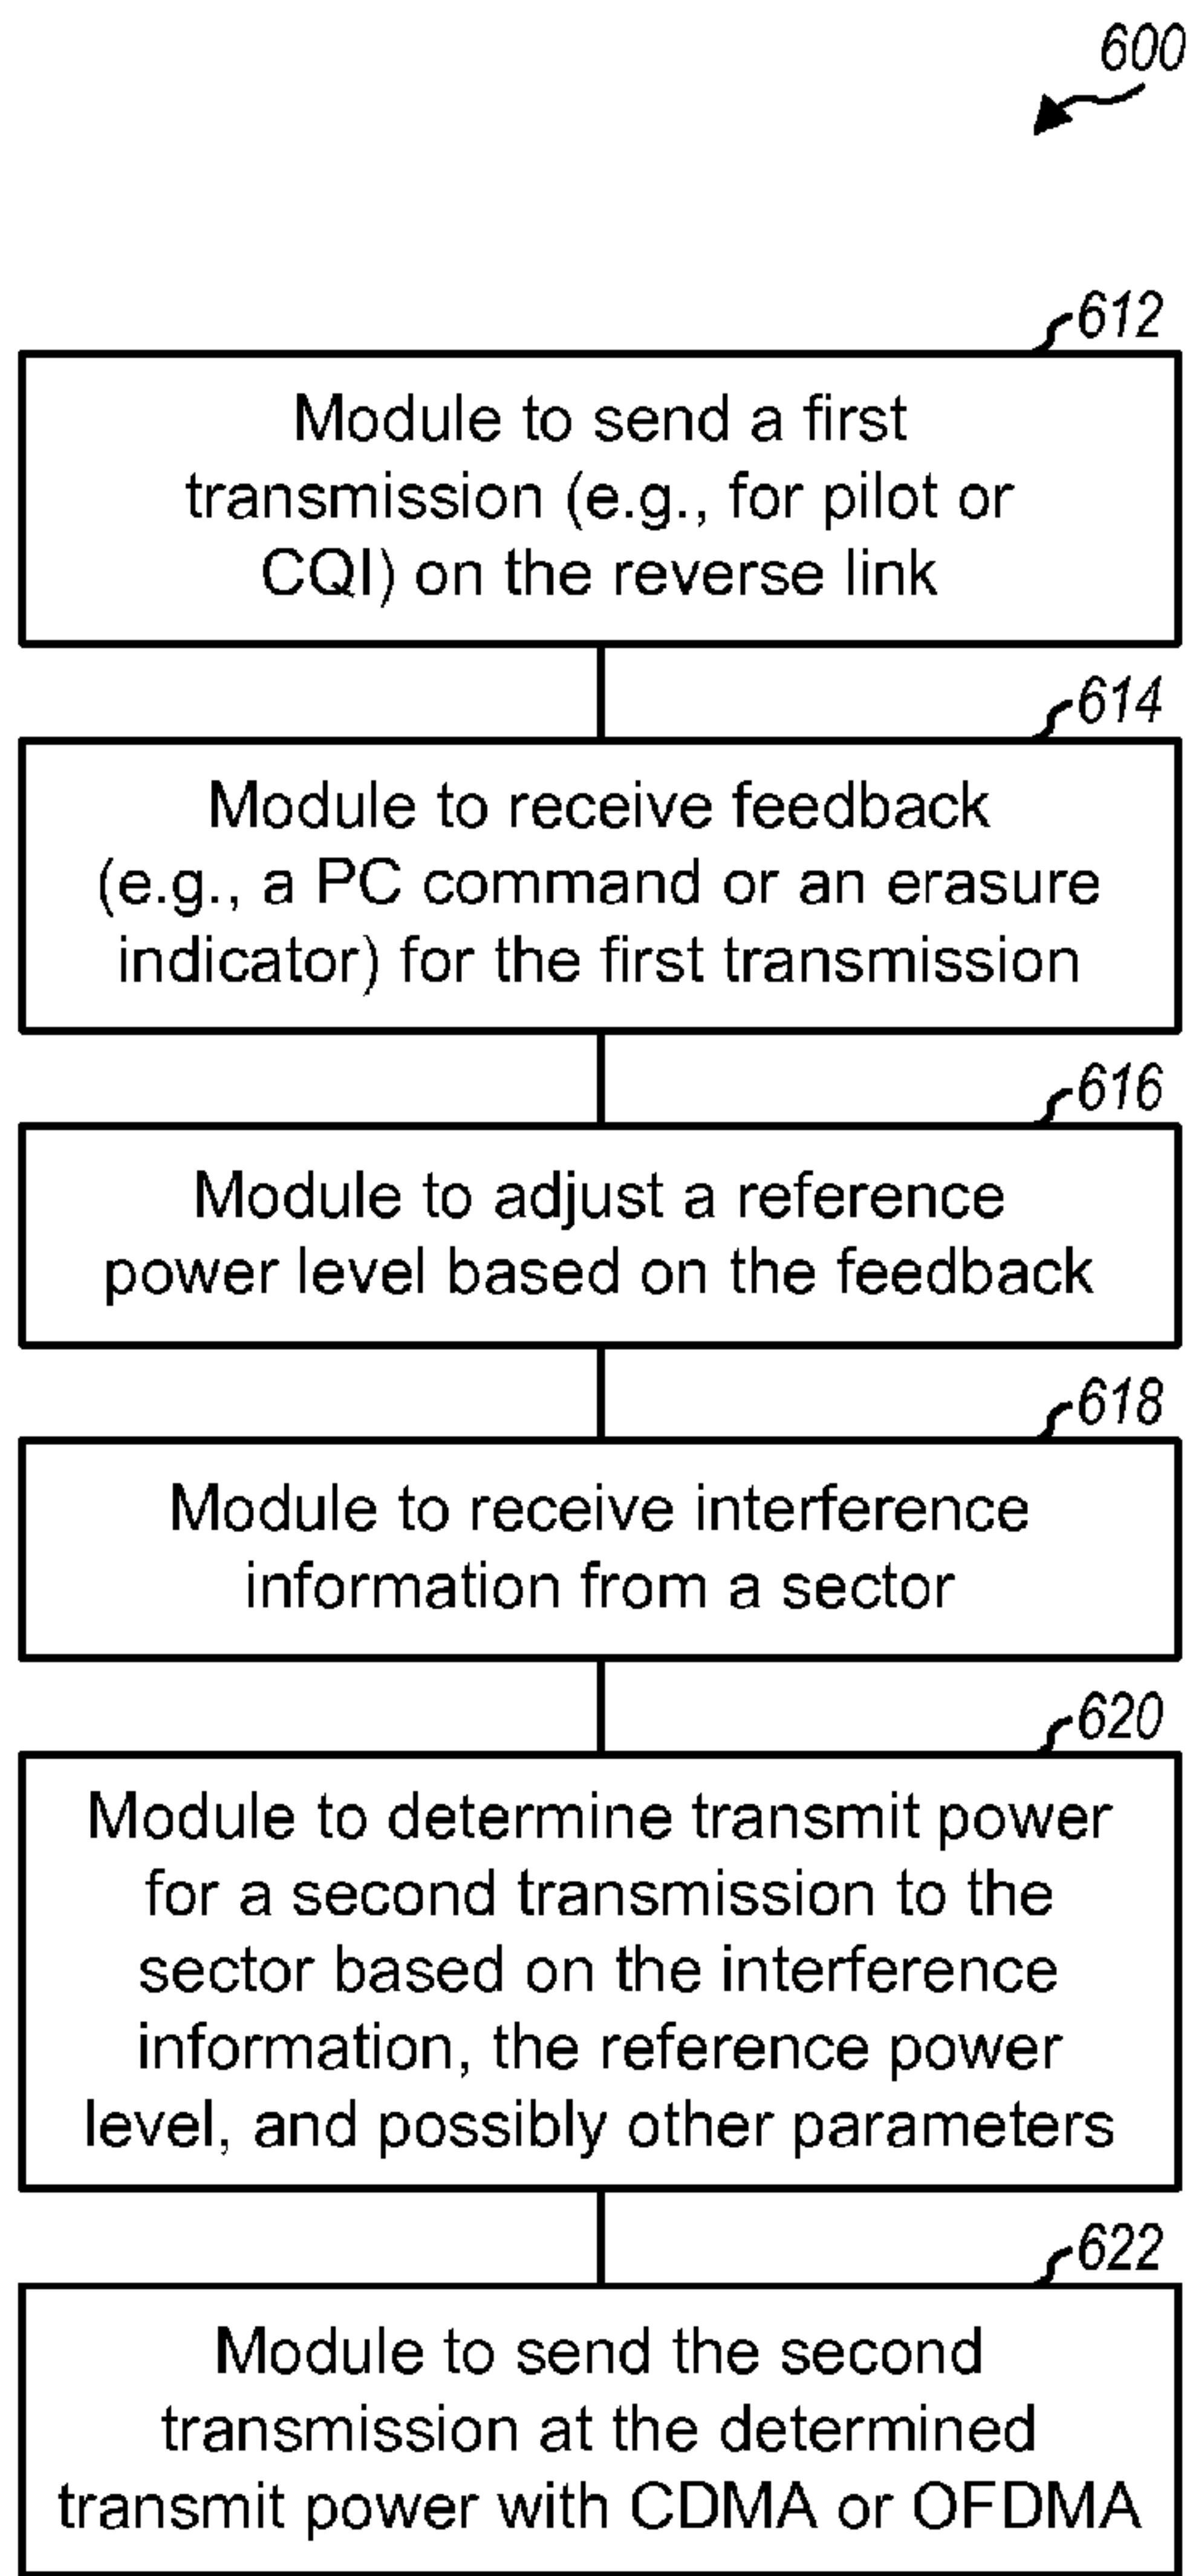 600
612
Module to send a first
transmission (e.g., for pilot or
CQI) on the reverse link
614
Module to receive feedback
(e.g., a PC command or an erasure
indicator) for the first transmission
616
Module to adjust a reference
power level based on the feedback
618
Module to receive interference
information from a sector
620
Module to determine transmit power
for a second transmission to the
sector based on the interference
information, the reference power
level, and possibly other parameters
622
Module to send the second
transmission at the determined
transmit power with CDMA or OFDMA